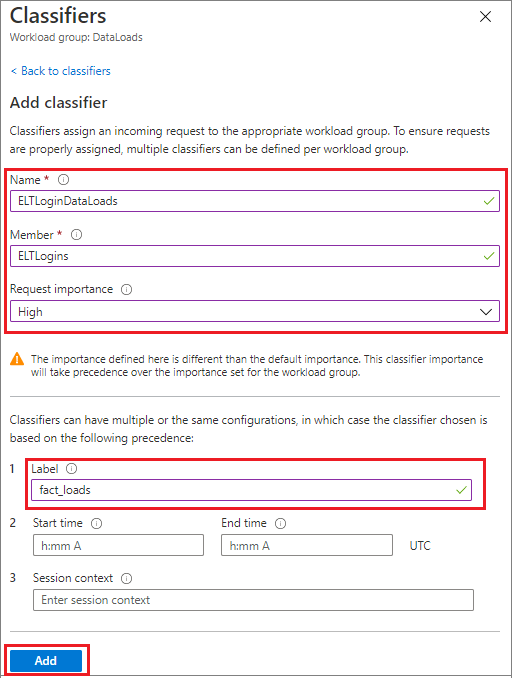 Classifiers
Workload group: DataLoads
< Back to classifiers
Add classifier
Classifiers assign an incoming request to the appropriate workload group. To ensure requests
are properly assigned, multiple classifiers can be defined per workload group.
Name *
ELTLoginDataLoads
Member *
ELTLogins
Request importance
High
The importance defined here is different than the default importance. This classifier importance
will take precedence over the importance set for the workload group.
Classifiers can have multiple or the same configurations, in which case the classifier chosen is
based on the following precedence:
1 Label
fact_loads
2 Start time End time
h:mm A h:mm A UTC
3 Session context
Enter session context
Add